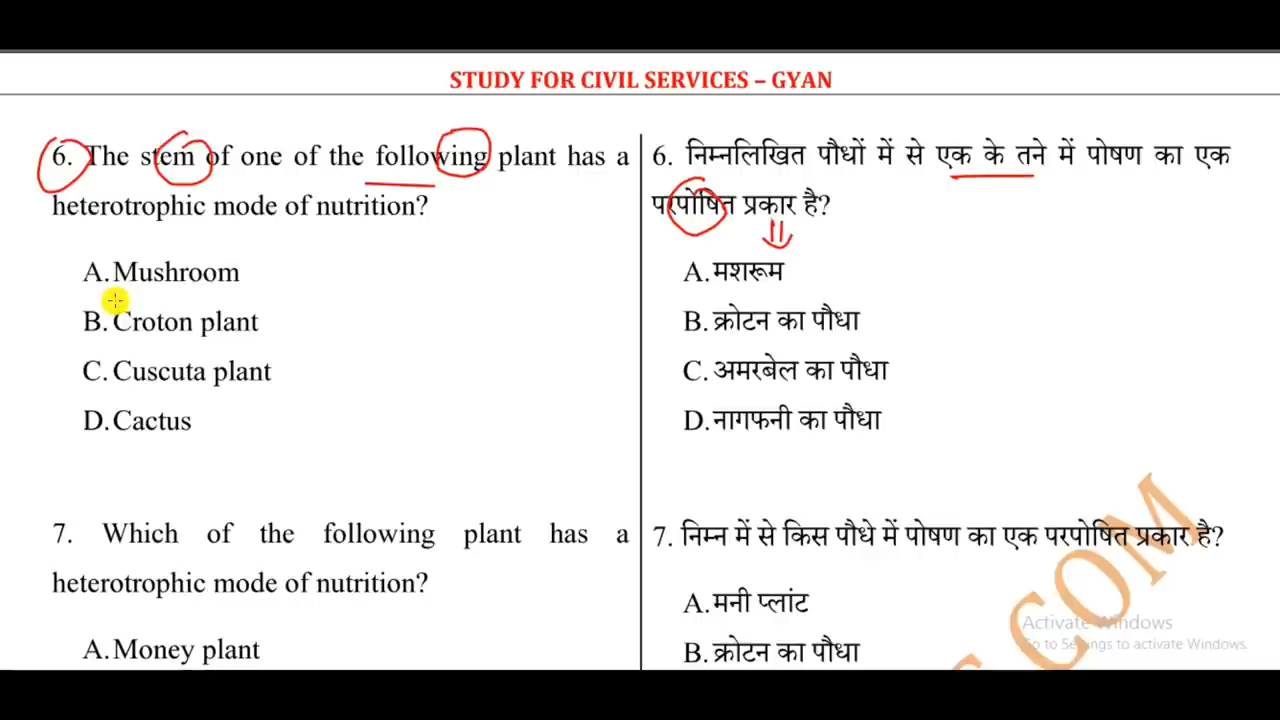 STUDY FOR CIVIL SERVICES – GYAN
6. The stem of one of the following plant has a
heterotrophic mode of nutrition?
A. Mushroom
B. Croton plant
C. Cuscuta plant
D. Cactus
7. Which of the following plant has a
heterotrophic mode of nutrition?
A. Money plant
6. निम्नलिखित पौधों में से एक के तने में पोषण का एक
परपोषित प्रकार है?
A. मशरूम
B. क्रोटन का पौधा
C. अमरबेल का पौधा
D. नागफनी का पौधा
7. निम्न में से किस पौधे में पोषण का एक परपोषित प्रकार है?
A. मनी प्लांट
B. क्रोटन का पौधा
.COM
Activate Windows
Go to Settings to activate Windows.